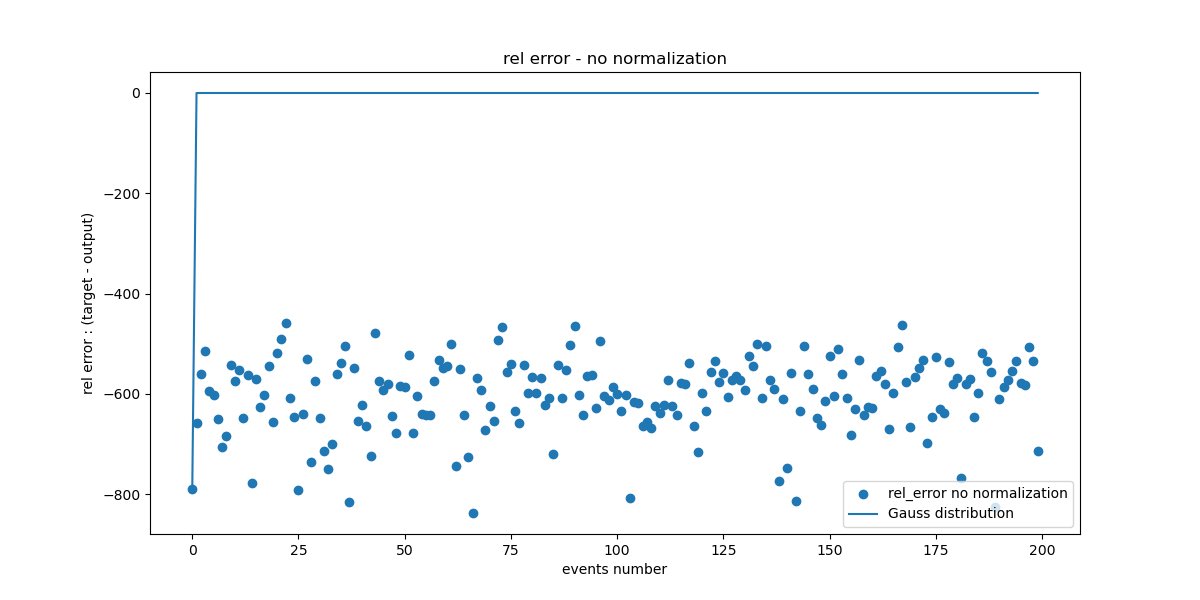 rel error - no normalization
rel error : (target - output)
0
−200
−400
−600
−800
0
25
50
75
100
125
150
175
200
events number
rel_error no normalization
Gauss distribution